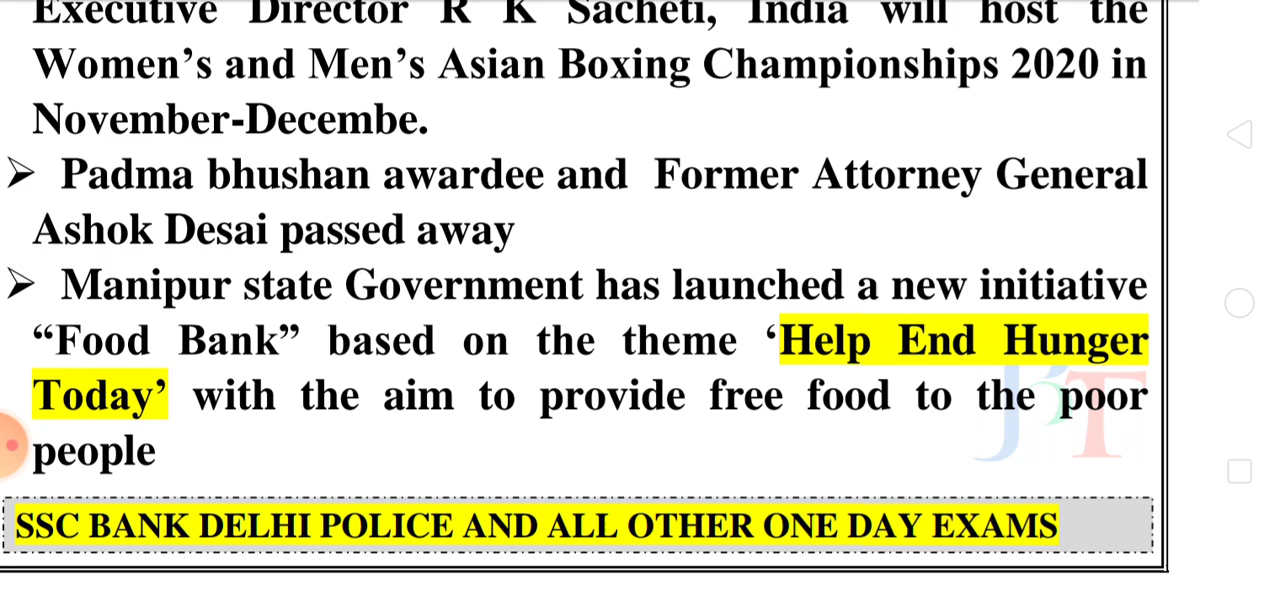 Executive Director R K Sacheti, India will host the
Women’s and Men’s Asian Boxing Championships 2020 in
November-Decembe.
➢ Padma bhushan awardee and Former Attorney General
Ashok Desai passed away
➢ Manipur state Government has launched a new initiative
“Food Bank” based on the theme ‘Help End Hunger
Today’ with the aim to provide free food to the poor
people
SSC BANK DELHI POLICE AND ALL OTHER ONE DAY EXAMS